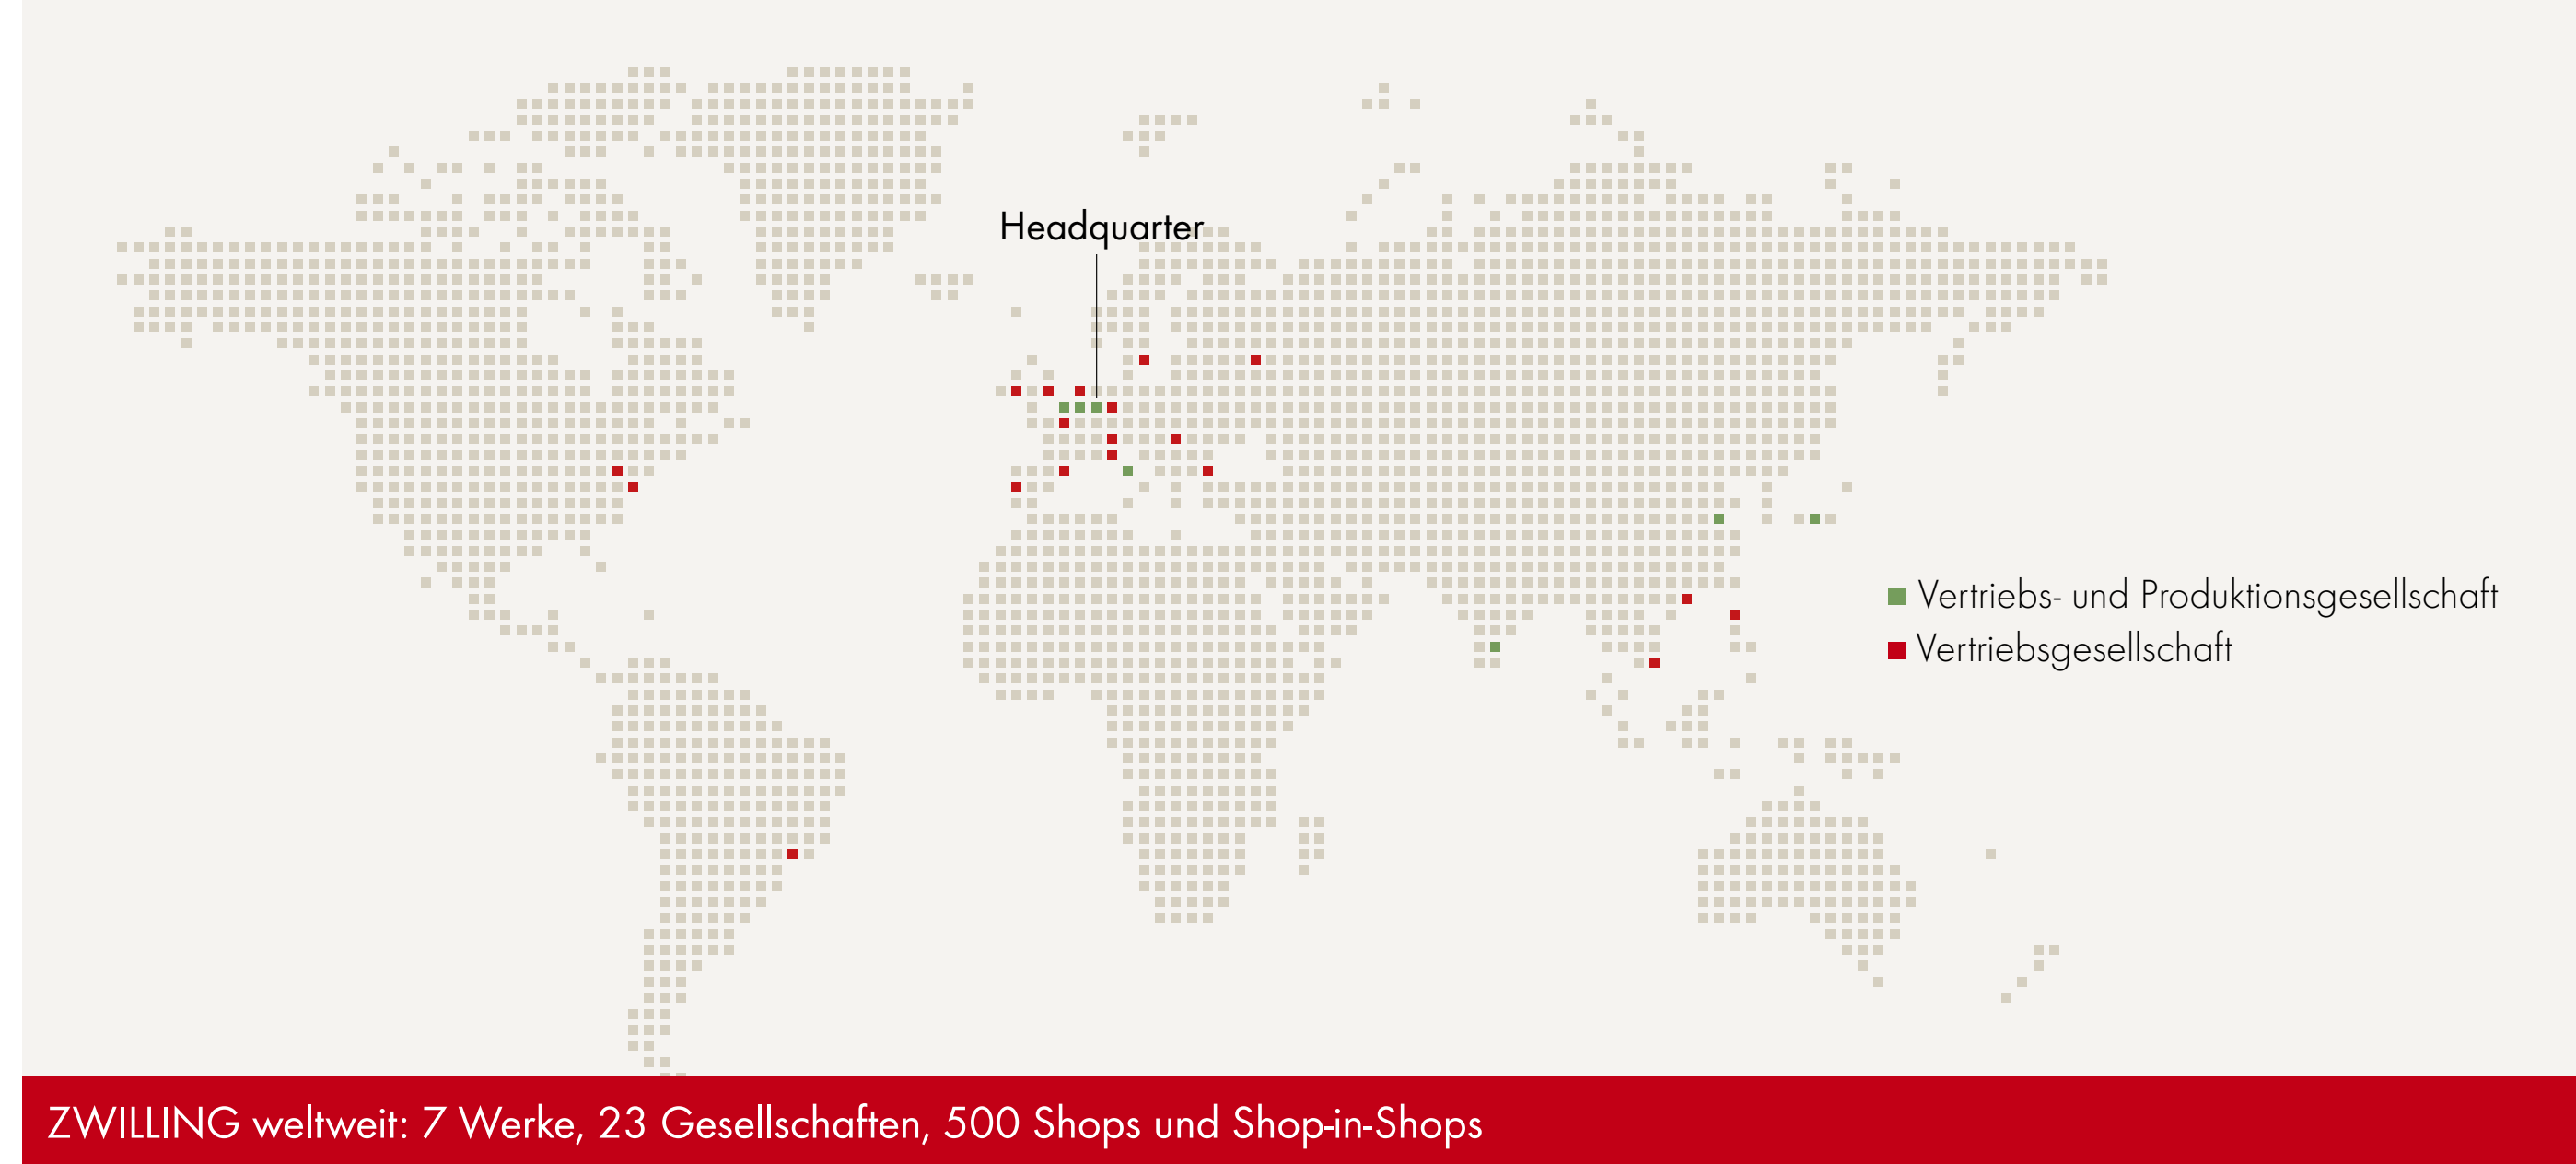 Headquarter
Vertriebs- und Produktionsgesellschaft
Vertriebsgesellschaft
ZWILLING weltweit: 7 Werke, 23 Gesellschaften, 500 Shops und Shop-in-Shops